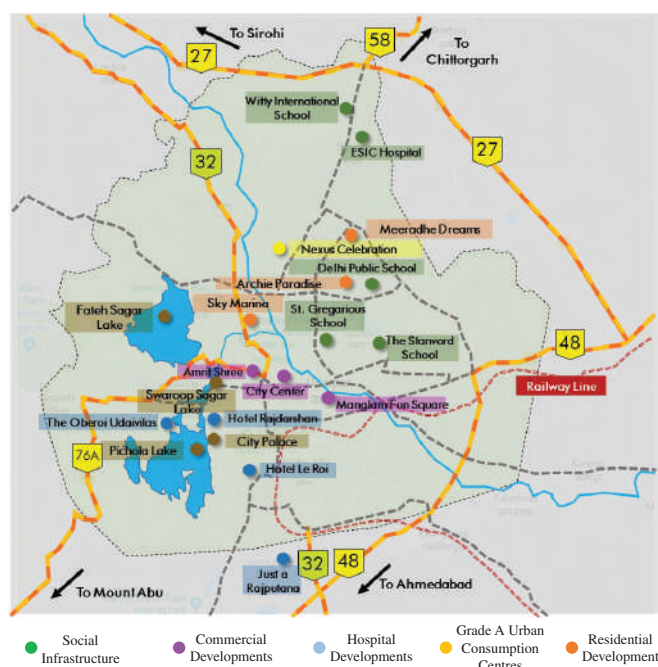 To Sirohi
58
To
Chittorgarh
27
Witty International
School
ESIC Hospital
32
27
Meeradhe Dreams
Nexus Celebration
Delhi Public School
Archie Paradise
Fateh Sagar
Lake
Sky Marina
St. Gregarious
School
The Stanvord
School
48
Amrit Shree
City Center
Railway Line
Swaroop Sagar
Lake
Manglam Fun Square
The Oberoi Udaivilas
Hotel Rajdarshan
City Palace
76A
Pichola Lake
Hotel Le Roi
Just a
Rajputana
32
48
To Mount Abu
To Ahmedabad
Social
Infrastructure
Commercial
Developments
Hospital
Developments
Grade A Urban
Consumption
Centres
Residential
Development